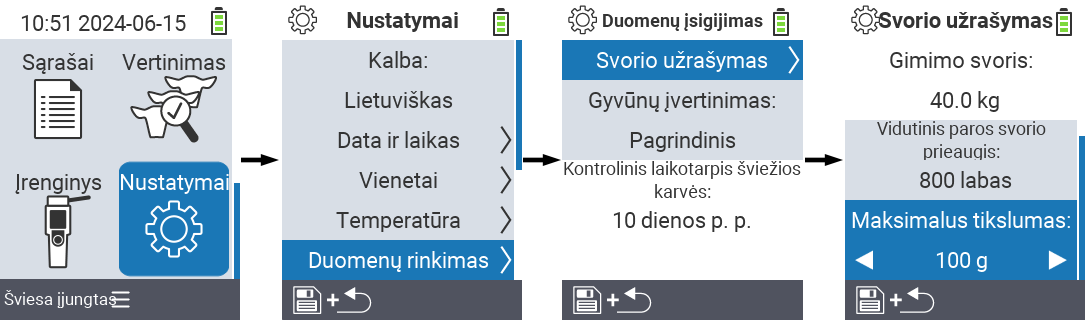 10:51 2024-06-15
Sąrašai
Vertinimas
Įrenginys
Nustatymai
Šviesa įjungtas
Nustatymai
Kalba:
Lietuviškas
Data ir laikas
Vienetai
Temperatūra
Duomenų rinkimas
+
Duomenų įsigijimas
Svorio užrašymas
Gyvūnų įvertinimas:
Pagrindinis
Kontrolinis laikotarpis šviežios
karvės:
10 dienos p. p.
+
Svorio užrašymas
Gimimo svoris:
40.0 kg
Vidutinis paros svorio
prieaugis:
800 labas
Maksimalus tikslumas:
100 g
+